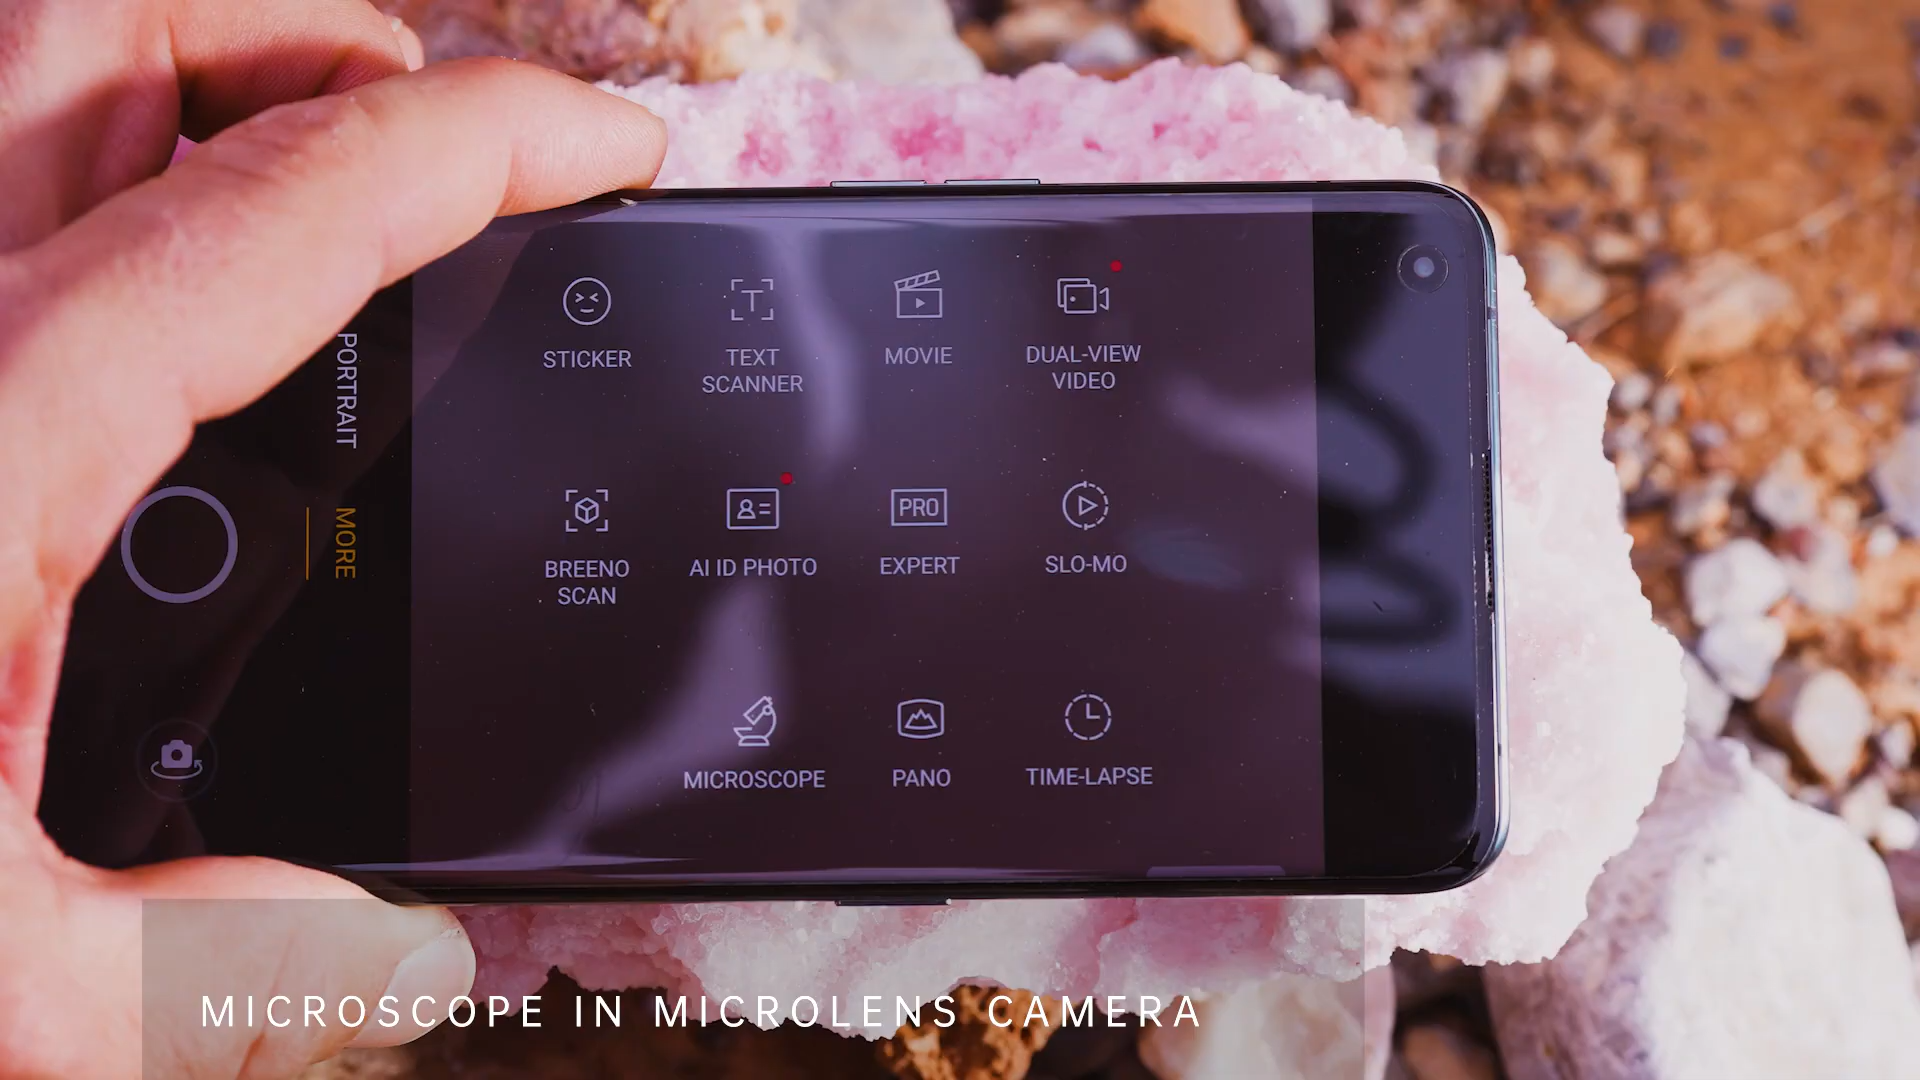 PORTRAIT
MORE
STICKER
TEXT
SCANNER
MOVIE
DUAL-VIEW
VIDEO
BREENO
SCAN
AI ID PHOTO
PRO
EXPERT
SLO-MO
MICROSCOPE
PANO
TIME-LAPSE
MICROSCOPE IN MICROLENS CAMERA